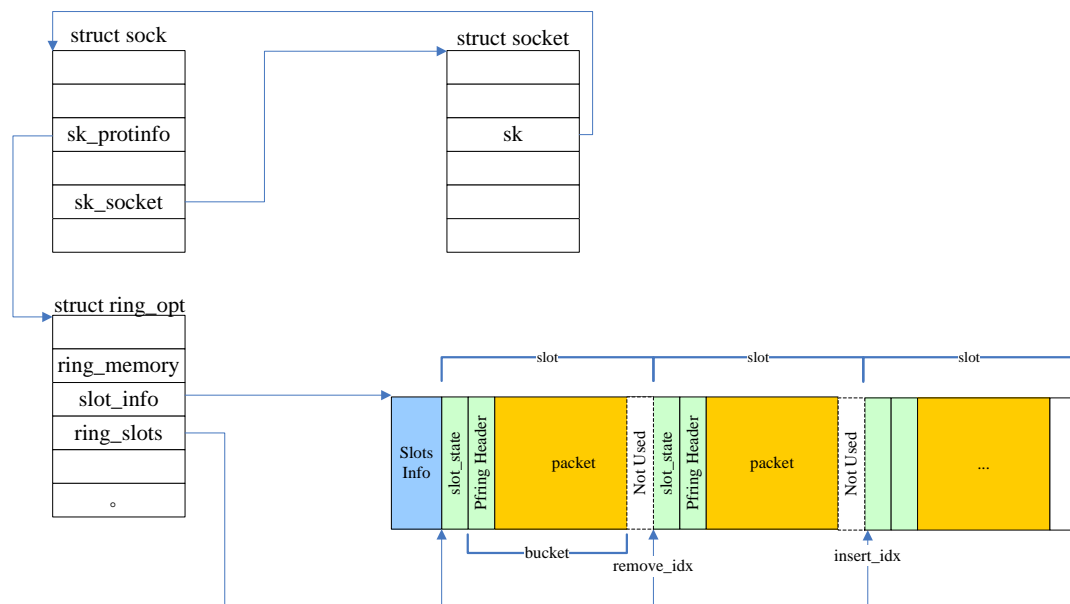 struct sock
struct socket
sk_protinfo
sk
sk_socket
struct ring_opt
ring_memory
slot_info
ring_slots
。
slot
slot
slot
Slots
Info
slot_state
Pfring Header
packet
Not Used
slot_state
Pfring Header
packet
Not Used
...
bucket
remove_idx
insert_idx